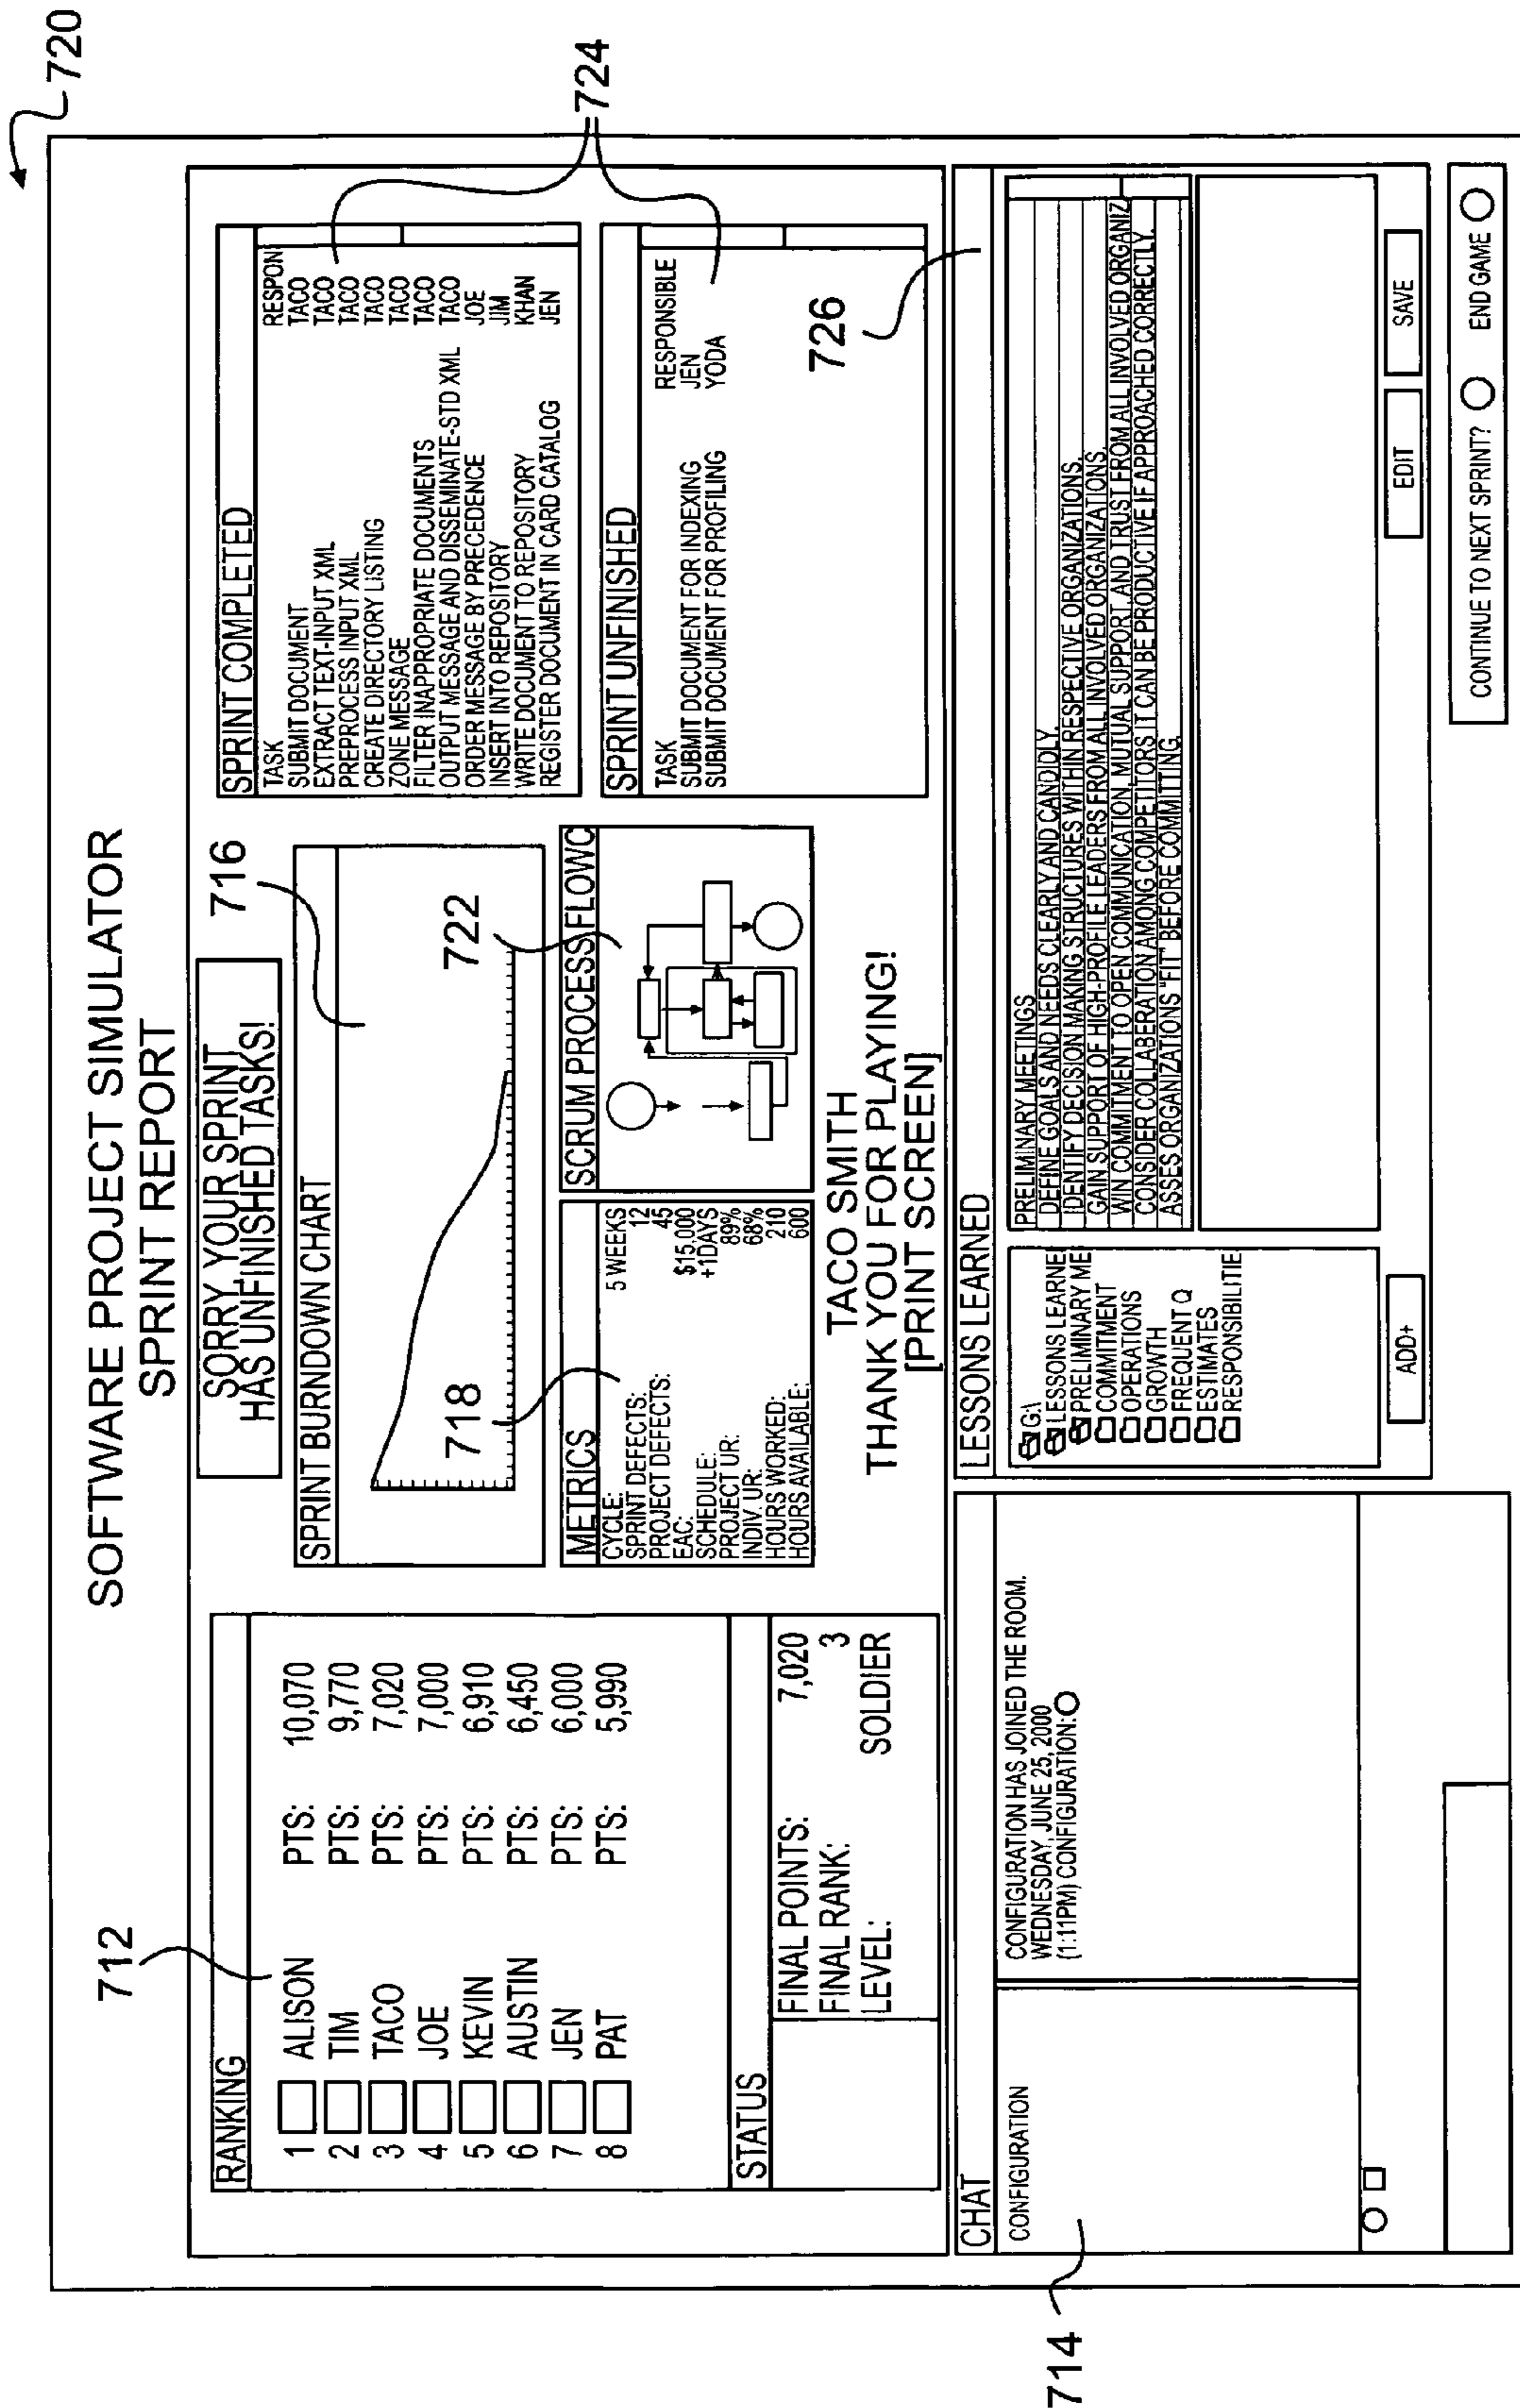 720
SOFTWARE PROJECT SIMULATOR
SPRINT REPORT
712
RANKING
1 ALISON PTS: 10,070
2 TIM PTS: 9,770
3 TACO PTS: 7,020
4 JOE PTS: 7,000
5 KEVIN PTS: 6,910
6 AUSTIN PTS: 6,450
7 JEN PTS: 6,000
8 PAT PTS: 5,990
STATUS
FINAL POINTS: 7,020
FINAL RANK: 3
LEVEL: SOLDIER
SORRY, YOUR SPRINT
HAS UNFINISHED TASKS!
716
SPRINT BURNDOWN CHART
718
722
METRICS
CYCLE: 5 WEEKS
SPRINT DEFECTS: 12
PROJECT DEFECTS: 45
EAC: $15,000
SCHEDULE: +1DAYS
PROJECT UR: 89%
INDIV. UR: 68%
HOURS WORKED: 210
HOURS AVAILABLE: 600
SCRUM PROCESS FLOWC
TACO SMITH
THANK YOU FOR PLAYING!
[PRINT SCREEN]
SPRINT COMPLETED
TASK RESPON
SUBMIT DOCUMENT TACO
EXTRACT TEXT-INPUT XML TACO
PREPROCESS INPUT XML TACO
CREATE DIRECTORY LISTING TACO
ZONE MESSAGE TACO
FILTER INAPPROPRIATE DOCUMENTS TACO
OUTPUT MESSAGE AND DISSEMINATE-STD XML TACO
ORDER MESSAGE BY PRECEDENCE JOE
INSERT INTO REPOSITORY JIM
WRITE DOCUMENT TO REPOSITORY KHAN
REGISTER DOCUMENT IN CARD CATALOG JEN
724
SPRINT UNFINISHED
TASK RESPONSIBLE
SUBMIT DOCUMENT FOR INDEXING JEN
SUBMIT DOCUMENT FOR PROFILING YODA
726
CHAT
CONFIGURATION
CONFIGURATION HAS JOINED THE ROOM.
WEDNESDAY, JUNE 25, 2000
(1:11PM) CONFIGURATION:
714
LESSONS LEARNED
G:\
LESSONS LEARNE
PRELIMINARY ME
COMMITMENT
OPERATIONS
GROWTH
FREQUENT Q
ESTIMATES
RESPONSIBILITIE
ADD+
PRELIMINARY MEETINGS
DEFINE GOALS AND NEEDS CLEARLY AND CANDIDLY.
IDENTIFY DECISION MAKING STRUCTURES WITHIN RESPECTIVE ORGANIZATIONS.
GAIN SUPPORT OF HIGH-PROFILE LEADERS FROM ALL INVOLVED ORGANIZATIONS.
WIN COMMITMENT TO OPEN COMMUNICATION, MUTUAL SUPPORT, AND TRUST FROM ALL INVOLVED ORGANIZ
CONSIDER COLLABERATION AMONG COMPETITORS IT CAN BE PRODUCTIVE IF APPROACHED CORRECTLY.
ASSES ORGANIZATIONS "FIT" BEFORE COMMITTING.
EDIT
SAVE
CONTINUE TO NEXT SPRINT?
END GAME